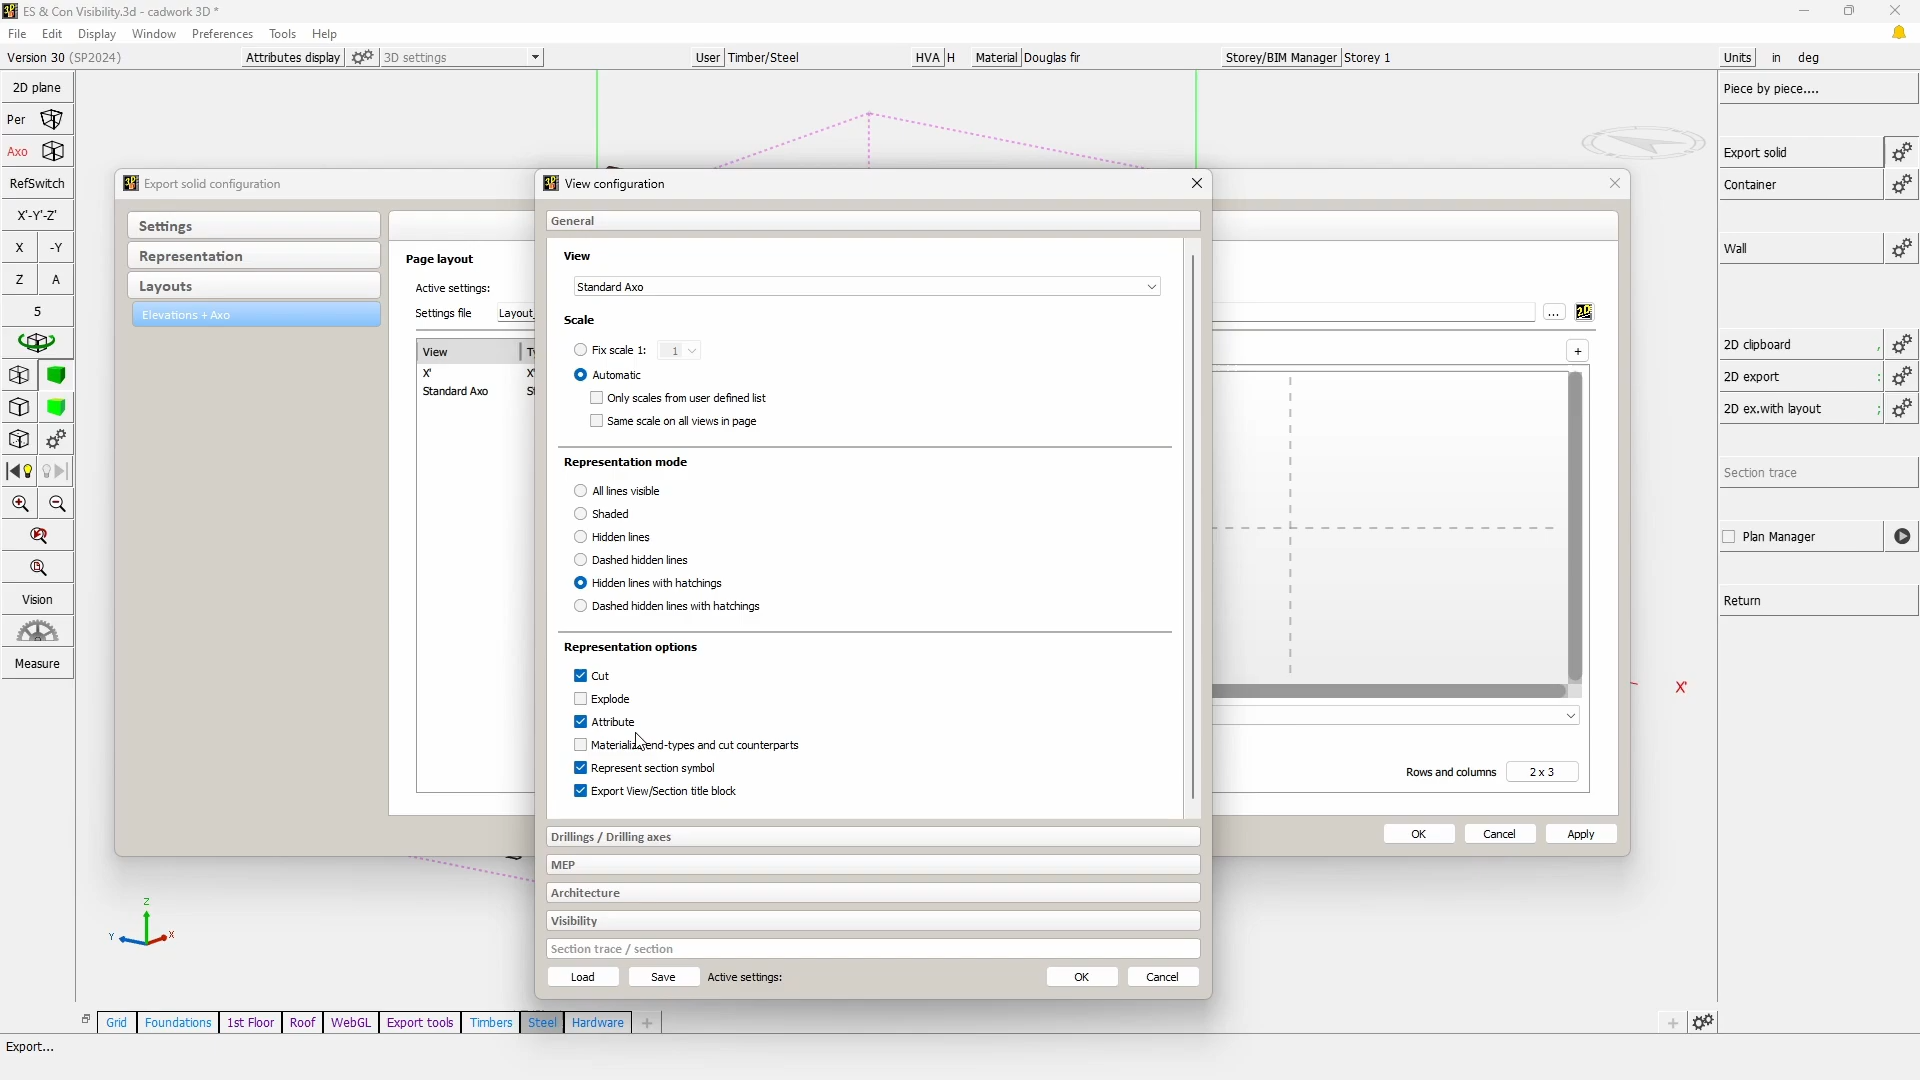 ES & Con Visibility.3d - cadwork 3D *
File Edit Display Window Preferences Tools Help
Version 30 (SP2024) Attributes display 3D settings User Timber/Steel HVA H Material Douglas fir Storey/BIM Manager Storey 1 Units in deg
2D plane
Per
Axo
RefSwitch
X'-Y'-Z'
X -Y
Z A
5
Vision
Measure
Export solid configuration
Settings
Representation
Layouts
Elevations + Axo
Page layout
Active settings:
Settings file Layout_
View Ty
X' X'
Standard Axo St
...
+
Rows and columns 2 x 3
OK Cancel Apply
View configuration
General
View
Standard Axo
Scale
Fix scale 1: 1
Automatic
Only scales from user defined list
Same scale on all views in page
Representation mode
All lines visible
Shaded
Hidden lines
Dashed hidden lines
Hidden lines with hatchings
Dashed hidden lines with hatchings
Representation options
Cut
Explode
Attribute
end-types and cut counterparts
Represent section symbol
Export View/Section title block
Drillings / Drilling axes
MEP
Architecture
Visibility
Section trace / section
Load Save Active settings: OK Cancel
Piece by piece....
Export solid
Container
Wall
2D clipboard ,
2D export :
2D ex.with layout ;
Section trace
Plan Manager
Return
X'
Z
Y X
Grid Foundations 1st Floor Roof WebGL Export tools Timbers Steel Hardware +
+
Export...